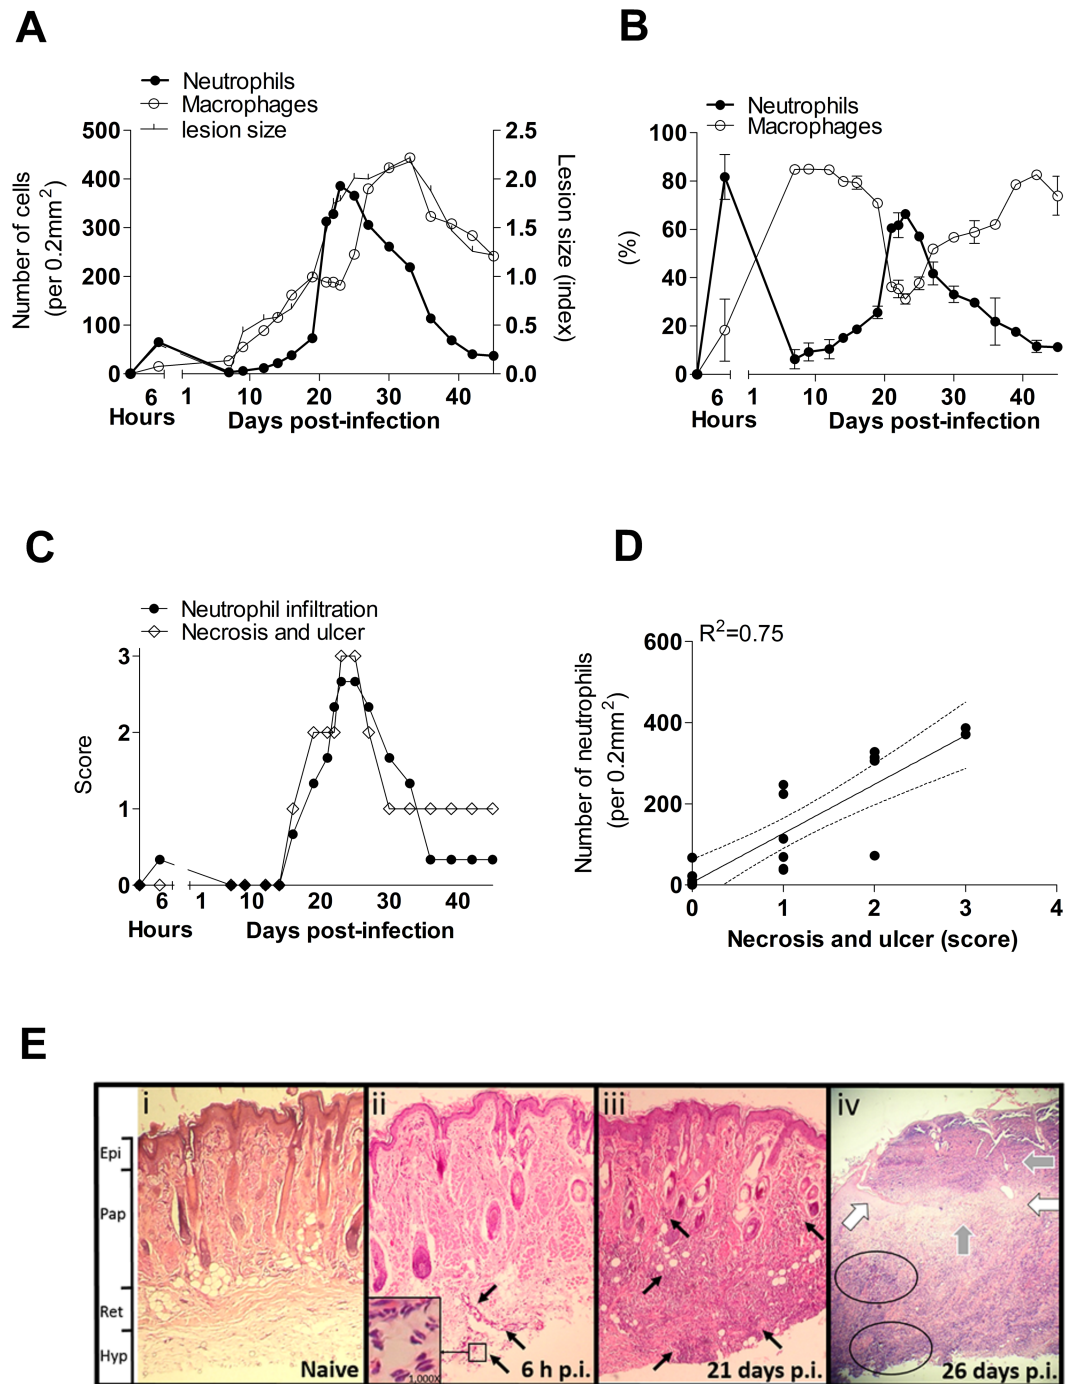 A
Neutrophils
Macrophages
lesion size
Number of cells
(per 0.2mm²)
500
400
300
200
100
0
2.5
2.0
1.5
1.0
0.5
0.0
Lesion size (index)
6 1 10 20 30 40
Hours Days post-infection
B
Neutrophils
Macrophages
(%)
100
80
60
40
20
0
6 1 10 20 30 40
Hours Days post-infection
C
Neutrophil infiltration
Necrosis and ulcer
Score
3
2
1
0
6 1 10 20 30 40
Hours Days post-infection
D
R²=0.75
Number of neutrophils
(per 0.2mm²)
600
400
200
0
0 1 2 3 4
Necrosis and ulcer (score)
E
i ii iii iv
Epi
Pap
Ret
Hyp
1,000X
Naive 6 h p.i. 21 days p.i. 26 days p.i.